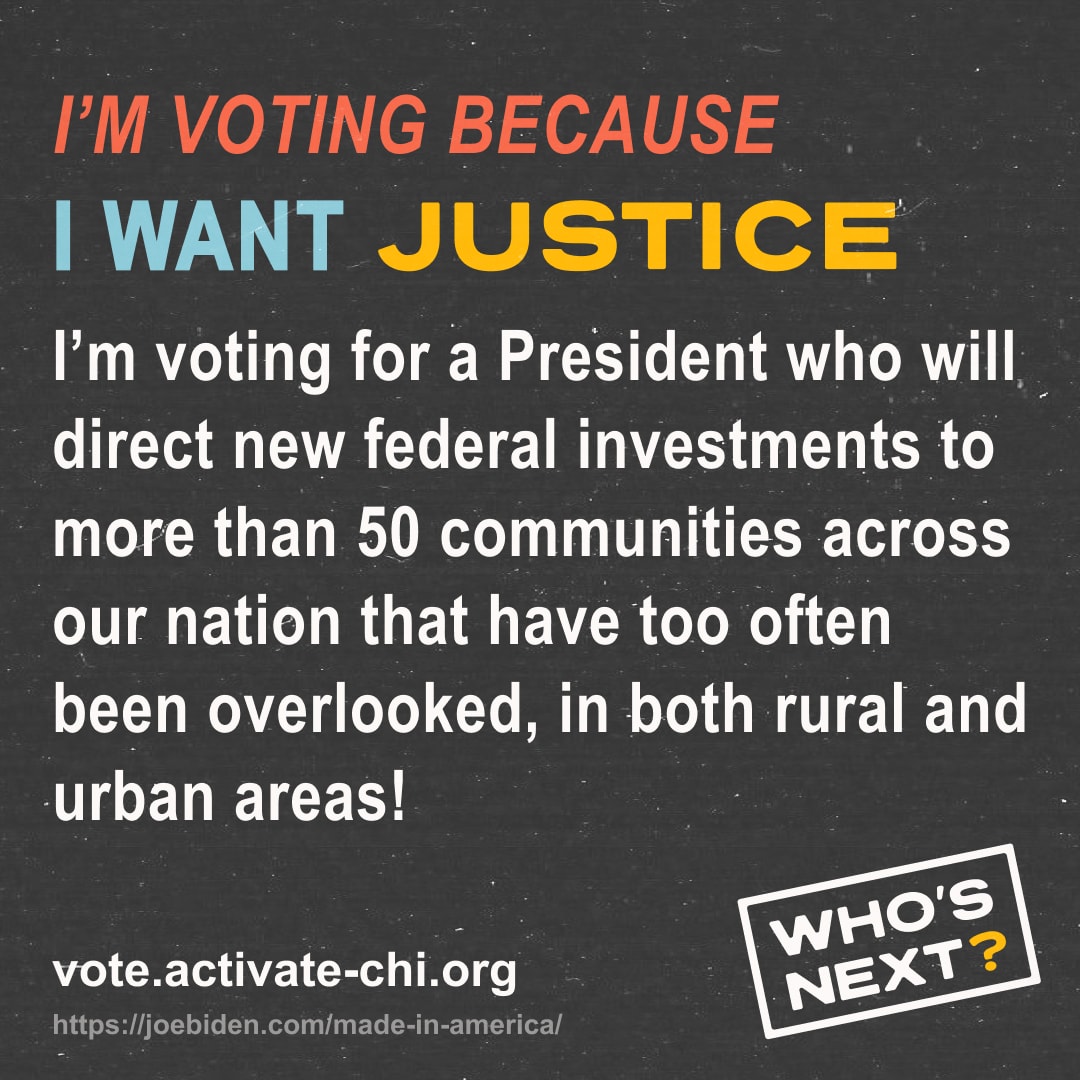 I'M VOTING BECAUSE
I WANT JUSTICE
I'm voting for a President who will
direct new federal investments to
more than 50 communities across
our nation that have too often
been overlooked, in both rural and
urban areas!
WHO'S
NEXT?
vote.activate-chi.org
https://joebiden.com/made-in-america/